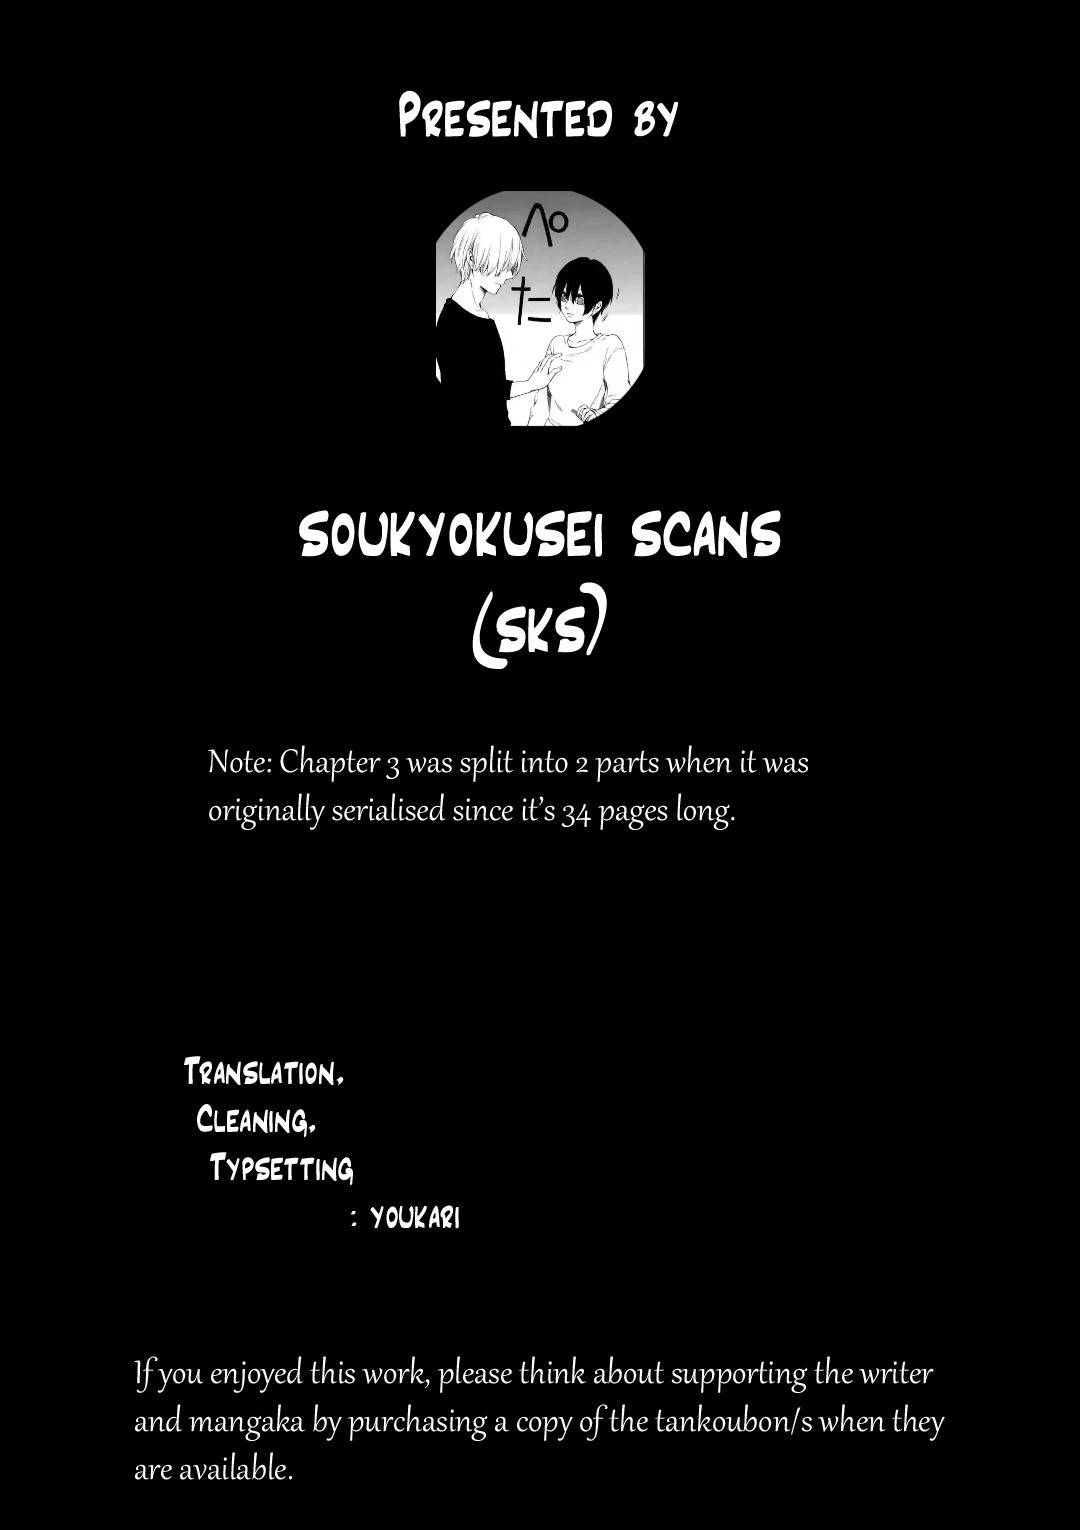 PRESENTED BY
ぺ
た
SOUKYOKUSEI SCANS
(SKS)
Note: Chapter 3 was split into 2 parts when it was
originally serialised since it's 34 pages long.
TRANSLATION,
CLEANING,
TYPSETTING
: YOUKARI
If you enjoyed this work, please think about supporting the writer
and mangaka by purchasing a copy of the tankoubon/s when they
are available.